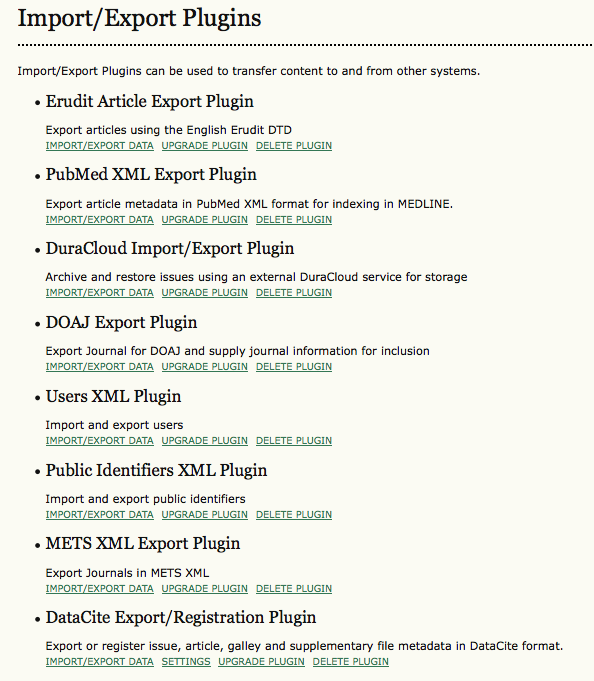 Import/Export Plugins
Import/Export Plugins can be used to transfer content to and from other systems.
• Erudit Article Export Plugin
Export articles using the English Erudit DTD
IMPORT/EXPORT DATA UPGRADE PLUGIN DELETE PLUGIN
• PubMed XML Export Plugin
Export article metadata in PubMed XML format for indexing in MEDLINE.
IMPORT/EXPORT DATA UPGRADE PLUGIN DELETE PLUGIN
• DuraCloud Import/Export Plugin
Archive and restore issues using an external DuraCloud service for storage
IMPORT/EXPORT DATA UPGRADE PLUGIN DELETE PLUGIN
• DOAJ Export Plugin
Export Journal for DOAJ and supply journal information for inclusion
IMPORT/EXPORT DATA UPGRADE PLUGIN DELETE PLUGIN
• Users XML Plugin
Import and export users
IMPORT/EXPORT DATA UPGRADE PLUGIN DELETE PLUGIN
• Public Identifiers XML Plugin
Import and export public identifiers
IMPORT/EXPORT DATA UPGRADE PLUGIN DELETE PLUGIN
• METS XML Export Plugin
Export Journals in METS XML
IMPORT/EXPORT DATA UPGRADE PLUGIN DELETE PLUGIN
• DataCite Export/Registration Plugin
Export or register issue, article, galley and supplementary file metadata in DataCite format.
IMPORT/EXPORT DATA SETTINGS UPGRADE PLUGIN DELETE PLUGIN